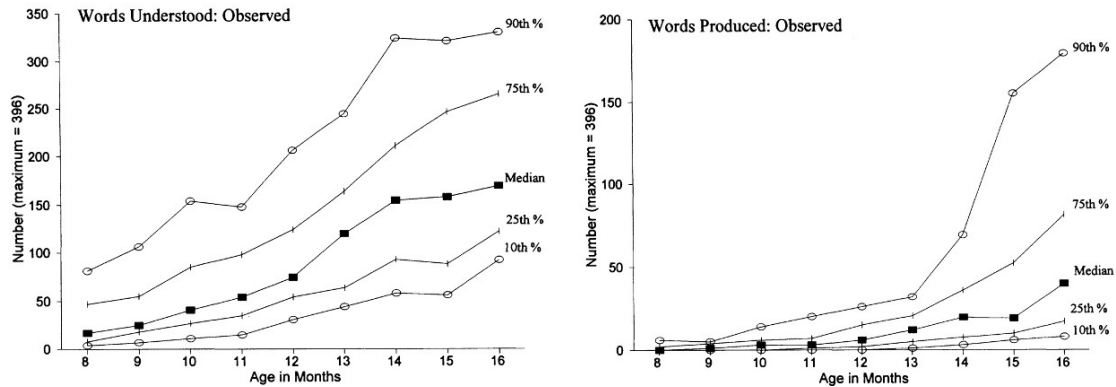 Words Understood: Observed
Number (maximum = 396)
350
300
250
200
150
100
50
0
90th %
75th %
Median
25th %
10th %
8 9 10 11 12 13 14 15 16
Age in Months
Words Produced: Observed
Number (maximum = 396)
200
150
100
50
0
90th %
75th %
Median
25th %
10th %
8 9 10 11 12 13 14 15 16
Age in Months